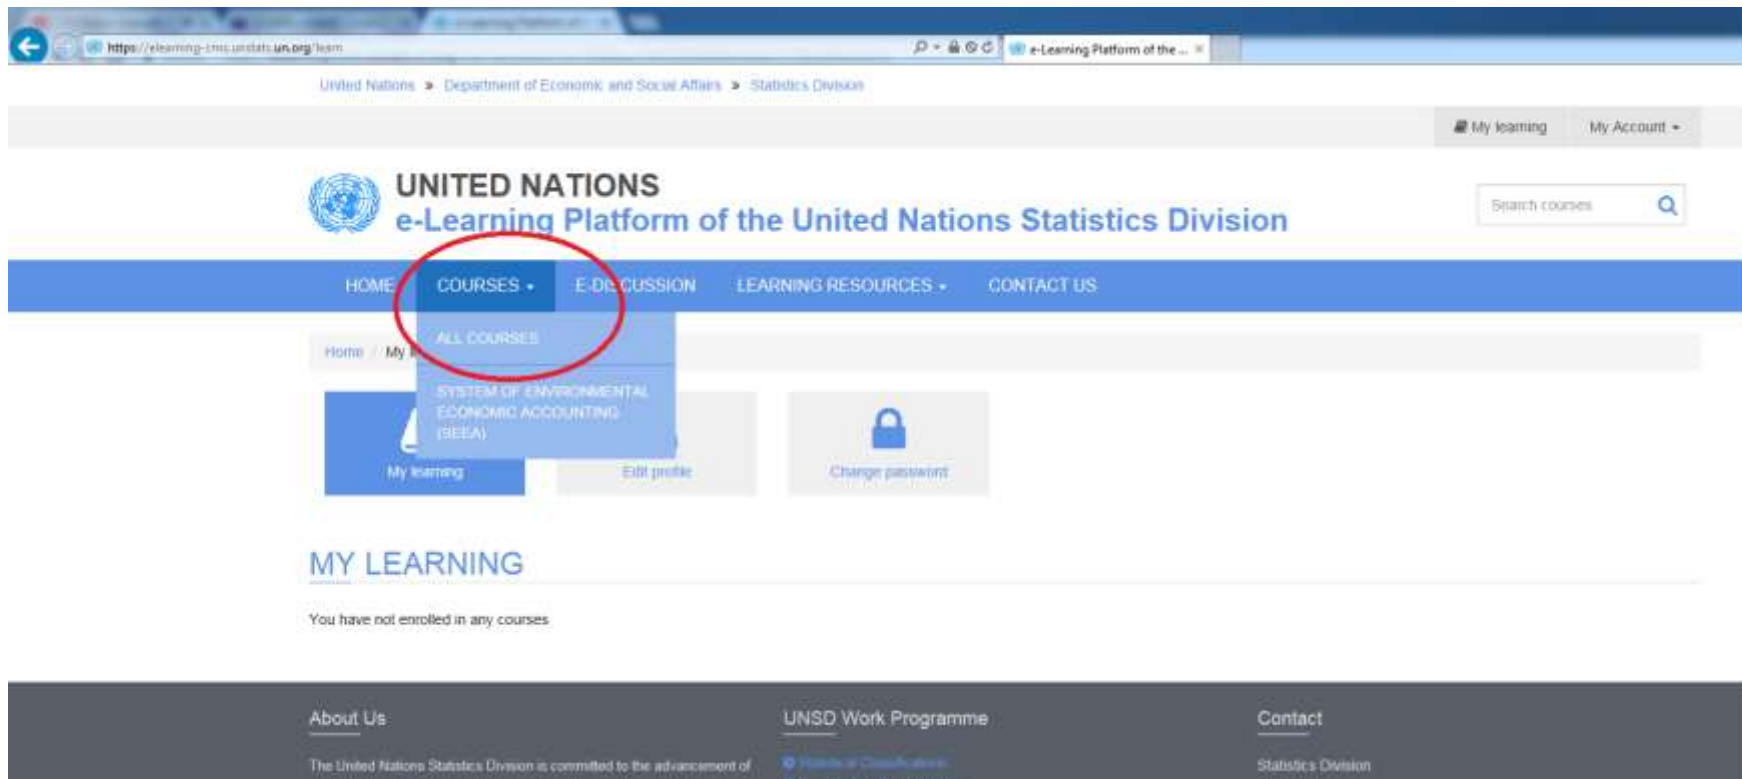 https://elearning-cms.unstats.un.org/learn
e-Learning Platform of the ...
United Nations » Department of Economic and Social Affairs » Statistics Division
My learning My Account
UNITED NATIONS
e-Learning Platform of the United Nations Statistics Division
Search courses
HOME COURSES E-DISCUSSION LEARNING RESOURCES CONTACT US
ALL COURSES
Home / My
SYSTEM OF ENVIRONMENTAL
ECONOMIC ACCOUNTING
(SEEA)
My learning Edit profile Change password
MY LEARNING
You have not enrolled in any courses
About Us UNSD Work Programme Contact
The United Nations Statistics Division is committed to the advancement of Statistical Classifications Statistics Division